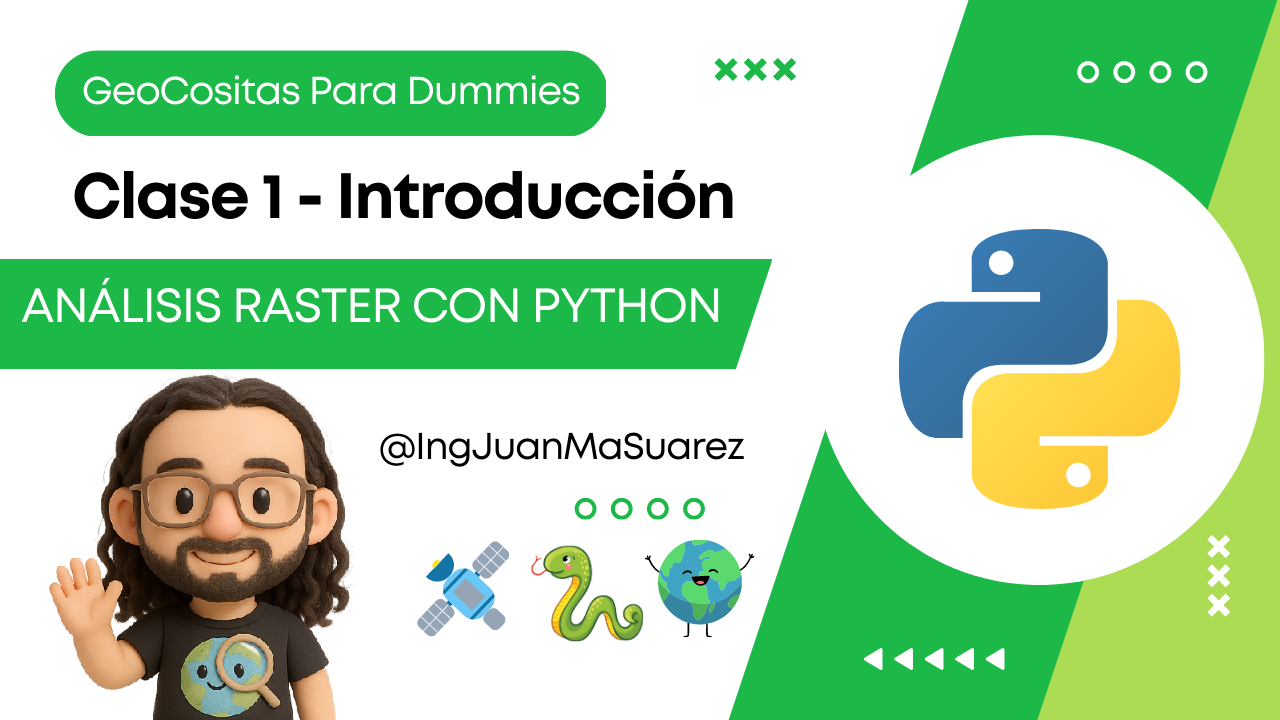 GeoCositas Para Dummies
Clase 1 - Introducción
ANÁLISIS RASTER CON PYTHON
@IngJuanMaSuarez